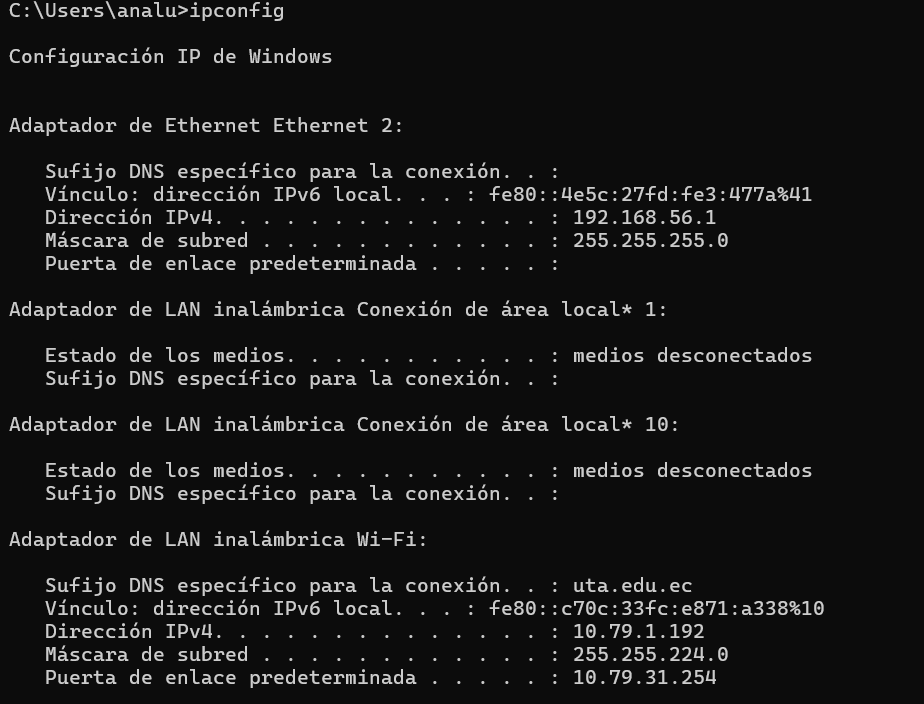 C:\Users\analu>ipconfig
Configuración IP de Windows
Adaptador de Ethernet Ethernet 2:
Sufijo DNS específico para la conexión. . :
Vínculo: dirección IPv6 local. . . : fe80::4e5c:27fd:fe3:477a%41
Dirección IPv4. . . . . . . . . . . . . . : 192.168.56.1
Máscara de subred . . . . . . . . . . . . : 255.255.255.0
Puerta de enlace predeterminada . . . . . :
Adaptador de LAN inalámbrica Conexión de área local* 1:
Estado de los medios. . . . . . . . . . . : medios desconectados
Sufijo DNS específico para la conexión. . :
Adaptador de LAN inalámbrica Conexión de área local* 10:
Estado de los medios. . . . . . . . . . . : medios desconectados
Sufijo DNS específico para la conexión. . :
Adaptador de LAN inalámbrica Wi-Fi:
Sufijo DNS específico para la conexión. . : uta.edu.ec
Vínculo: dirección IPv6 local. . . : fe80::c70c:33fc:e871:a338%10
Dirección IPv4. . . . . . . . . . . . . . : 10.79.1.192
Máscara de subred . . . . . . . . . . . . : 255.255.224.0
Puerta de enlace predeterminada . . . . . : 10.79.31.254